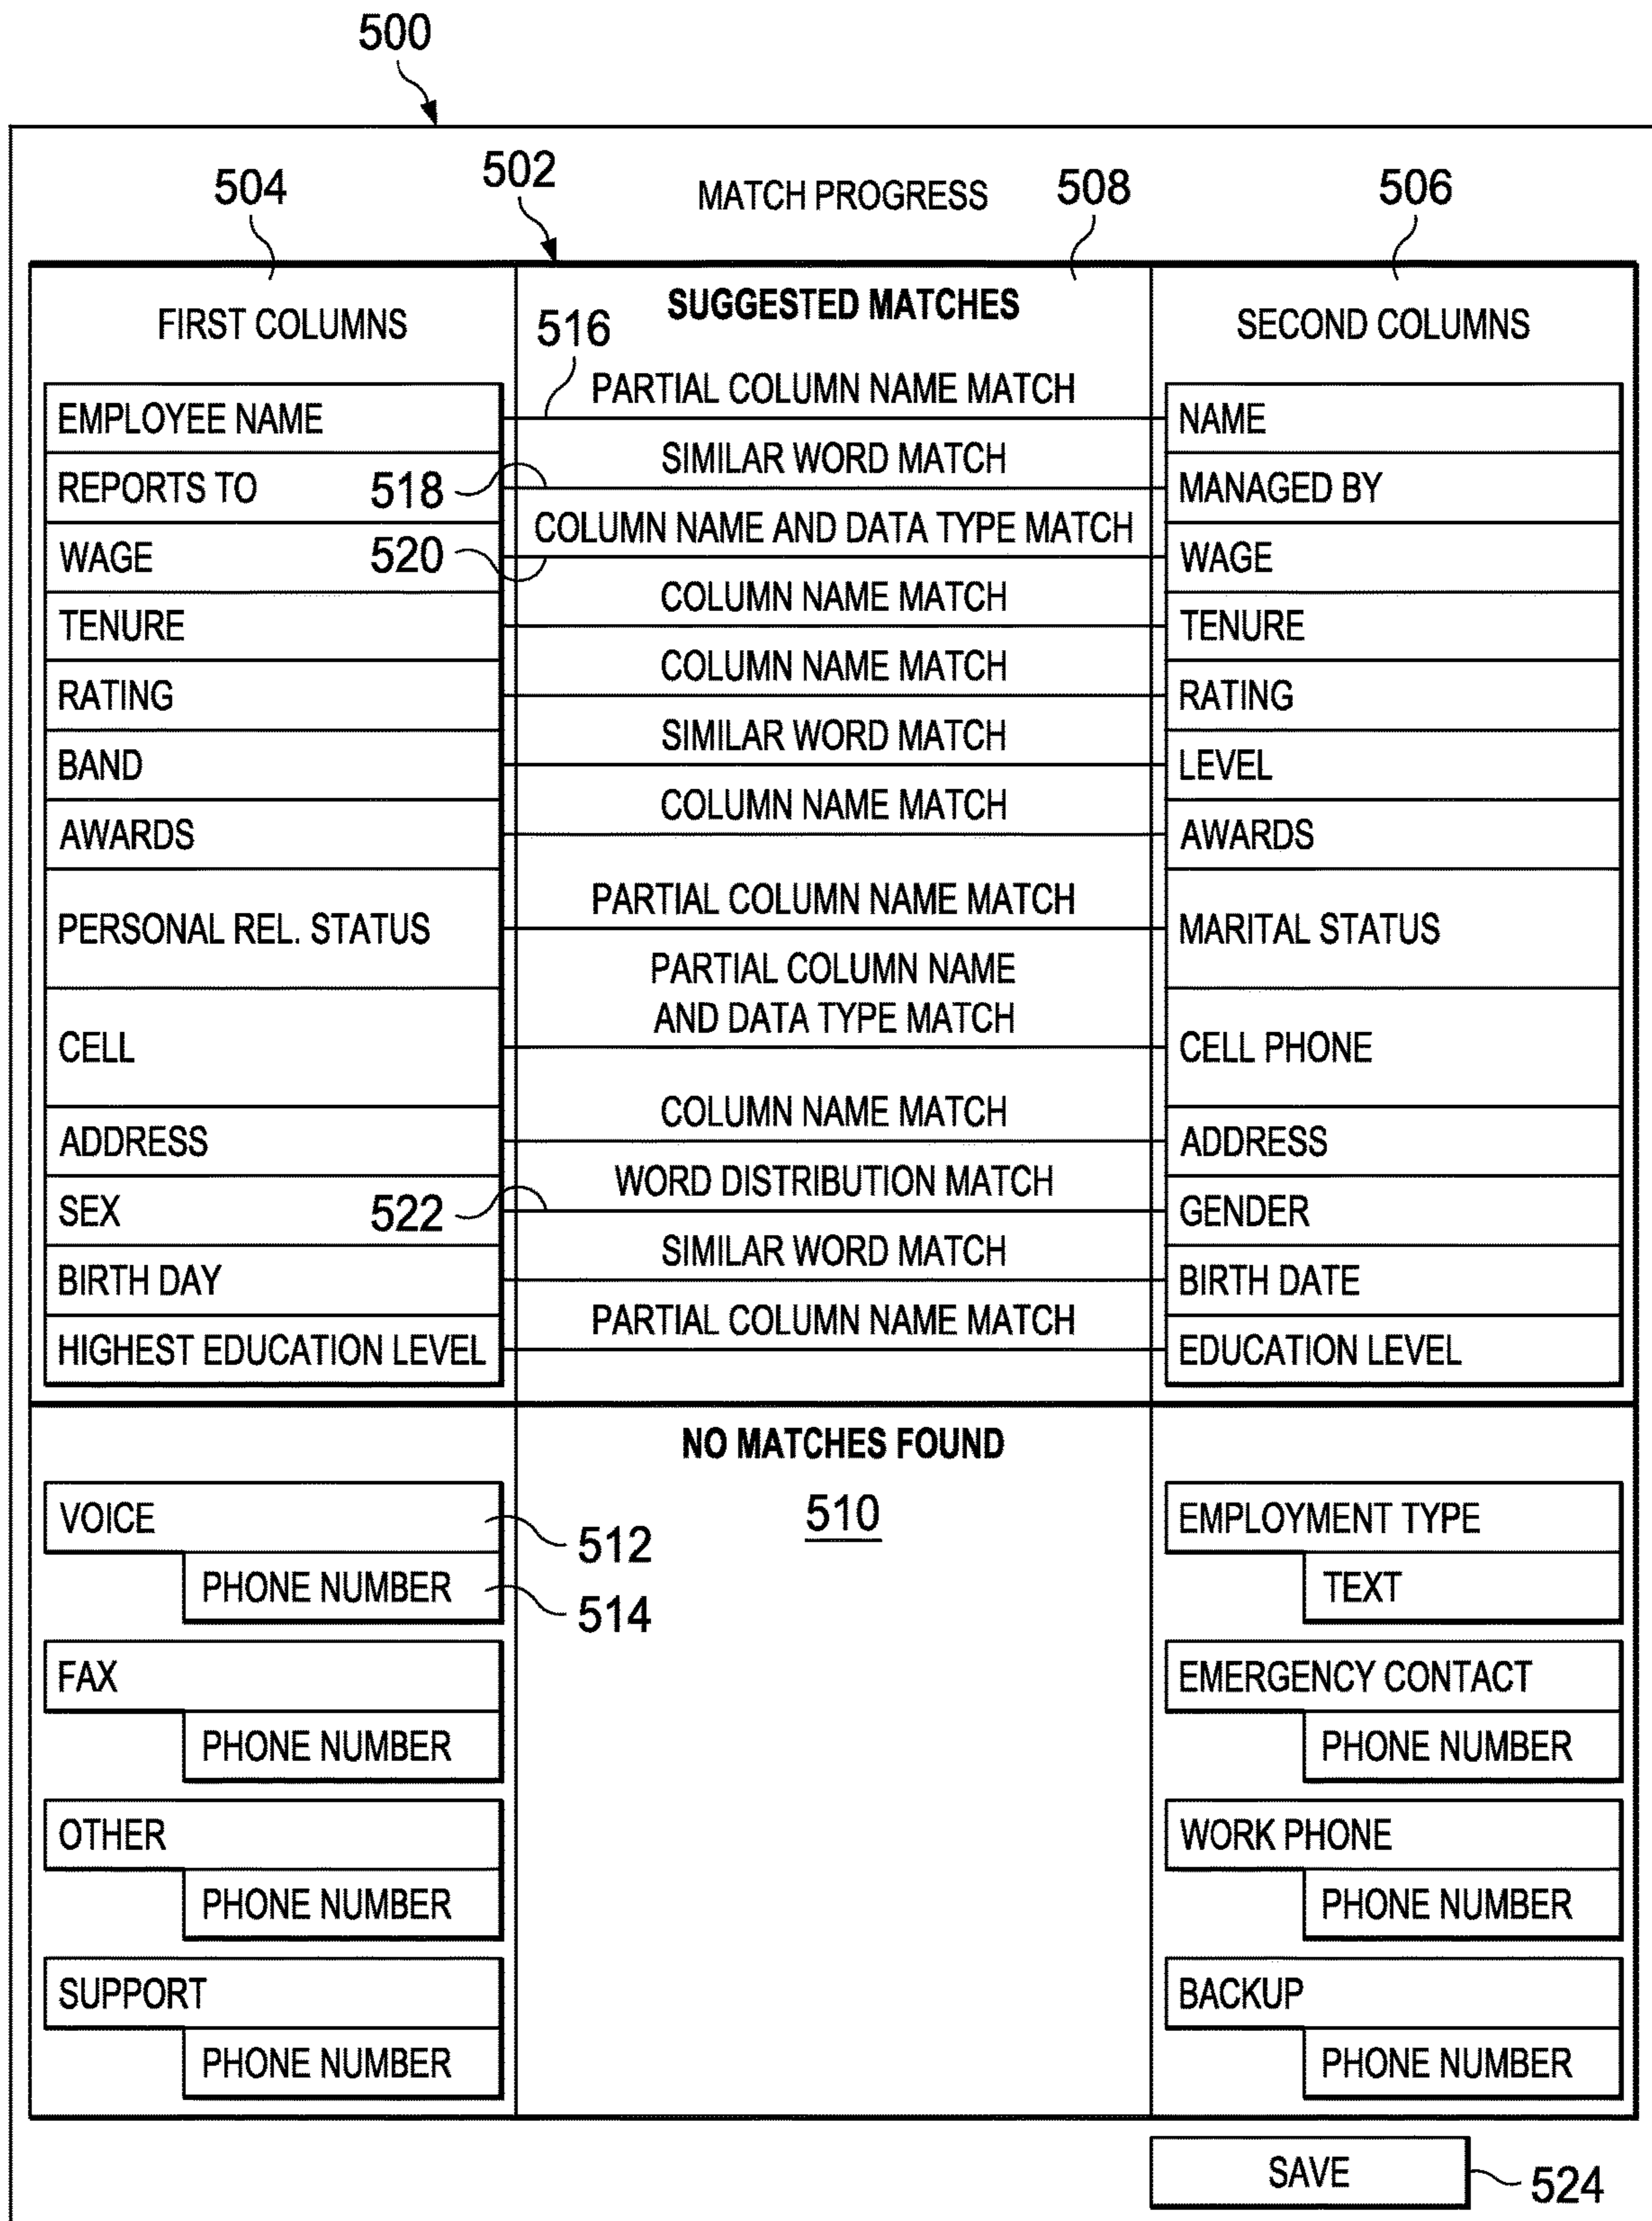 500
504
502
MATCH PROGRESS
508
506
FIRST COLUMNS
SUGGESTED MATCHES
SECOND COLUMNS
516
PARTIAL COLUMN NAME MATCH
EMPLOYEE NAME
NAME
SIMILAR WORD MATCH
REPORTS TO
518
MANAGED BY
COLUMN NAME AND DATA TYPE MATCH
WAGE
520
WAGE
COLUMN NAME MATCH
TENURE
TENURE
COLUMN NAME MATCH
RATING
RATING
SIMILAR WORD MATCH
BAND
LEVEL
COLUMN NAME MATCH
AWARDS
AWARDS
PARTIAL COLUMN NAME MATCH
PERSONAL REL. STATUS
MARITAL STATUS
PARTIAL COLUMN NAME
AND DATA TYPE MATCH
CELL
CELL PHONE
COLUMN NAME MATCH
ADDRESS
ADDRESS
WORD DISTRIBUTION MATCH
SEX
522
GENDER
SIMILAR WORD MATCH
BIRTH DAY
BIRTH DATE
PARTIAL COLUMN NAME MATCH
HIGHEST EDUCATION LEVEL
EDUCATION LEVEL
NO MATCHES FOUND
510
VOICE
512
PHONE NUMBER
514
FAX
PHONE NUMBER
OTHER
PHONE NUMBER
SUPPORT
PHONE NUMBER
EMPLOYMENT TYPE
TEXT
EMERGENCY CONTACT
PHONE NUMBER
WORK PHONE
PHONE NUMBER
BACKUP
PHONE NUMBER
SAVE
524